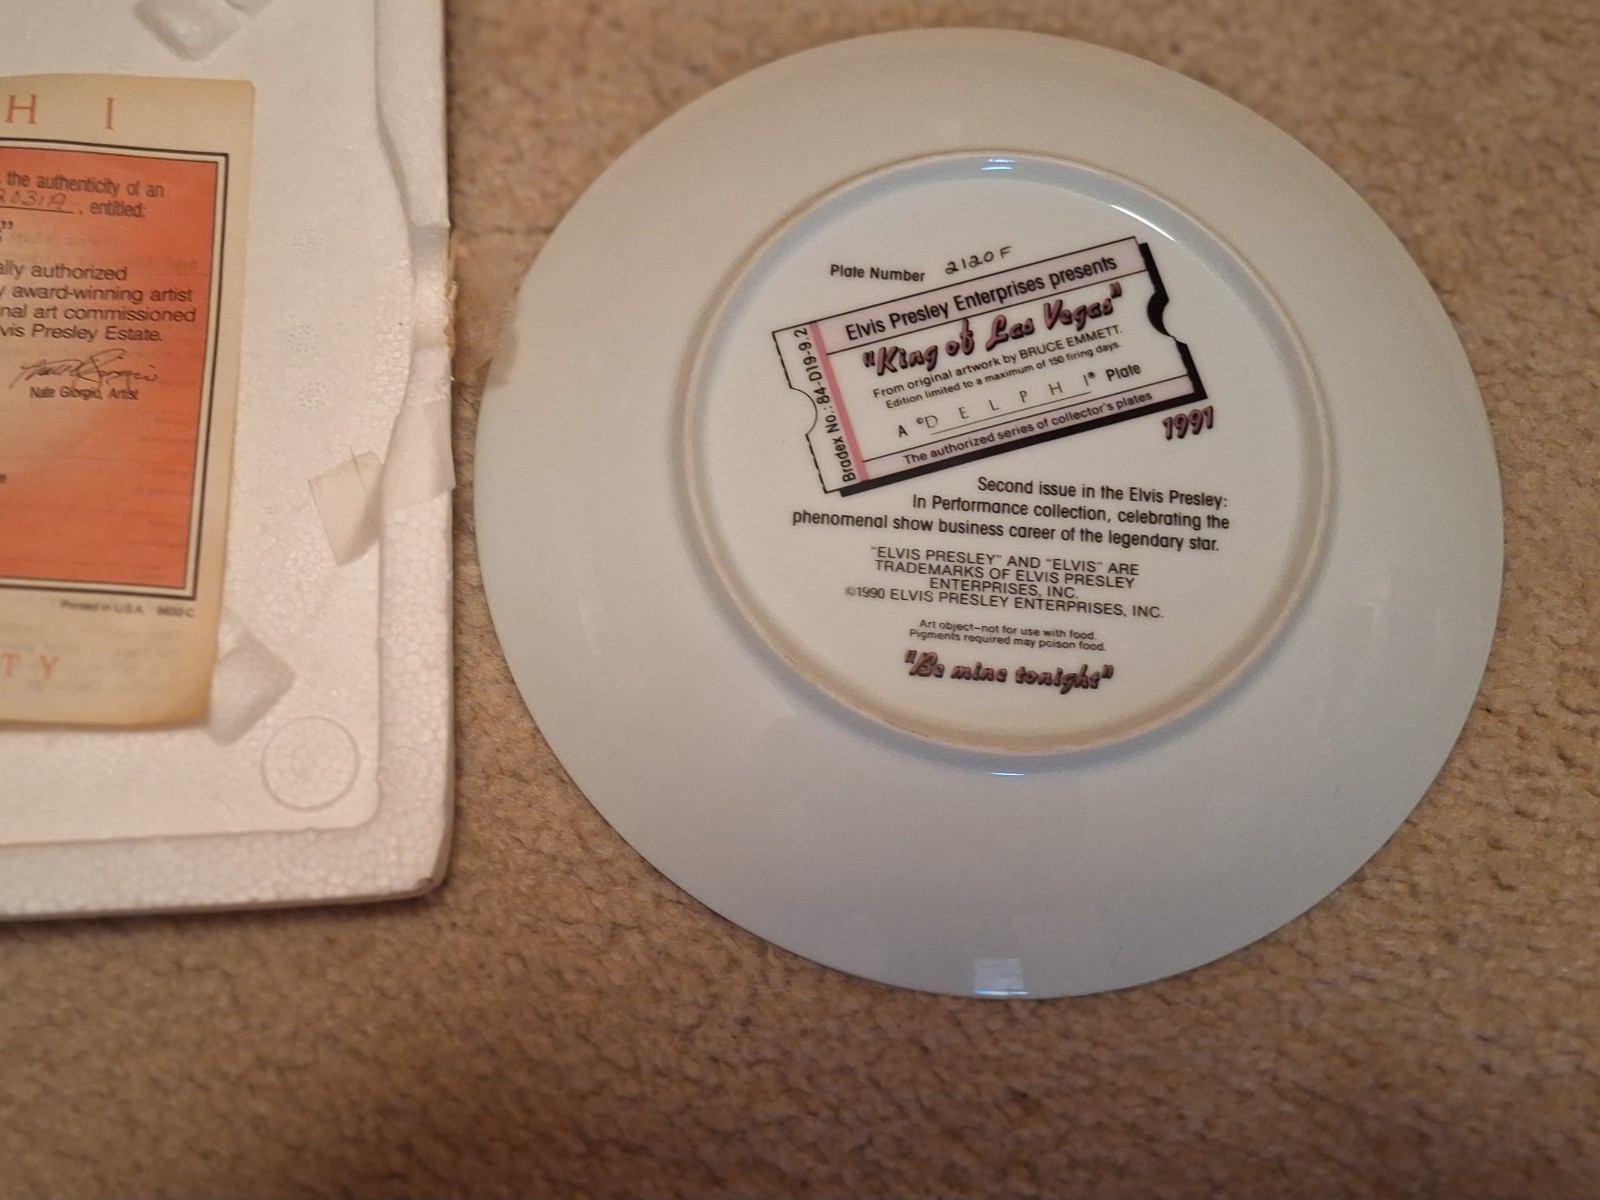 H I
the authenticity of an
20319, entitled:
"
ally authorized
y award-winning artist
nal art commissioned
lvis Presley Estate.
Nate Giorgio, Artist
Printed in U.S.A.
TY
Plate Number 2120F
Elvis Presley Enterprises presents
"King of Las Vegas"
From original artwork by BRUCE EMMETT.
Edition limited to a maximum of 150 firing days.
A ©DELPHI® Plate
The authorized series of collector's plates
Bradex No.: 84-D19-9.2
1991
Second issue in the Elvis Presley:
In Performance collection, celebrating the
phenomenal show business career of the legendary star.
"ELVIS PRESLEY" AND "ELVIS" ARE
TRADEMARKS OF ELVIS PRESLEY
ENTERPRISES, INC.
©1990 ELVIS PRESLEY ENTERPRISES, INC.
Art object–not for use with food.
Pigments required may poison food.
"Be mine tonight"